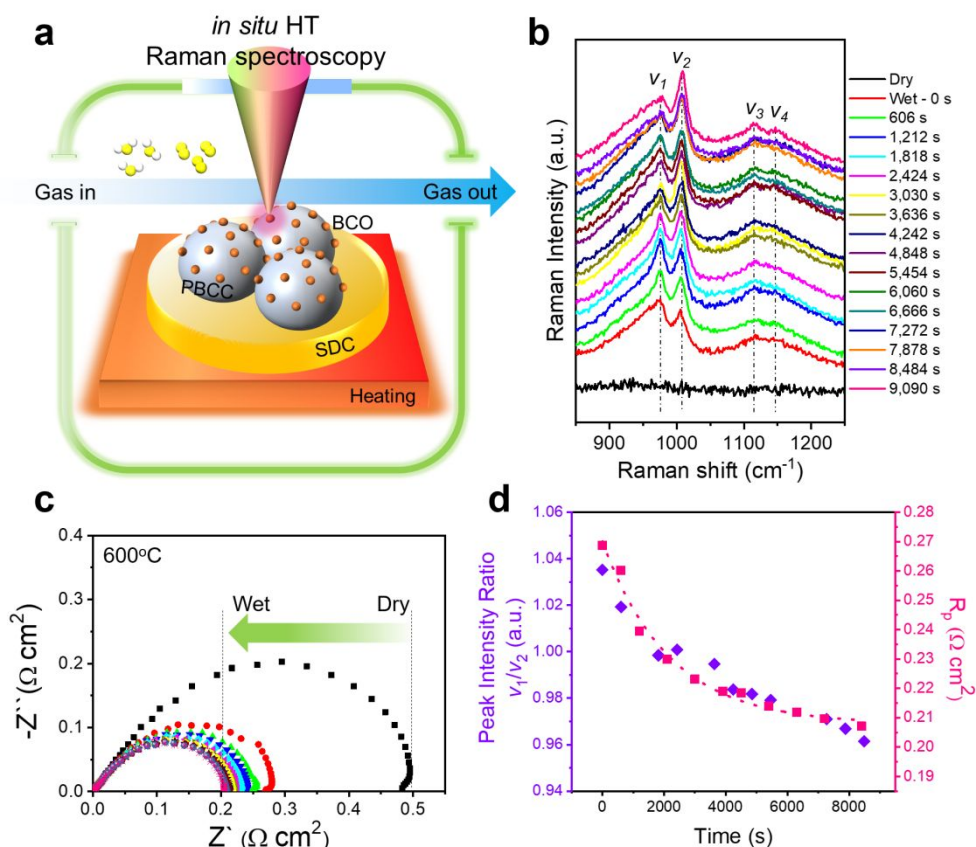 a
in situ HT
Raman spectroscopy
Gas in
Gas out
BCO
PBCC
SDC
Heating
b
v1
v2
v3
v4
Raman Intensity (a.u.)
900 1000 1100 1200
Raman shift (cm-1)
Dry
Wet - 0 s
606 s
1,212 s
1,818 s
2,424 s
3,030 s
3,636 s
4,242 s
4,848 s
5,454 s
6,060 s
6,666 s
7,272 s
7,878 s
8,484 s
9,090 s
c
600oC
Wet
Dry
-Z`` (Ω cm2)
0.4
0.3
0.2
0.1
0.0
0.0 0.1 0.2 0.3 0.4 0.5
Z` (Ω cm2)
d
Peak Intensity Ratio
v1/v2 (a.u.)
1.06
1.04
1.02
1.00
0.98
0.96
0.94
0 2000 4000 6000 8000
Time (s)
0.28
0.27
0.26
0.25
0.24
0.23
0.22
0.21
0.20
0.19
Rp (Ω cm2)